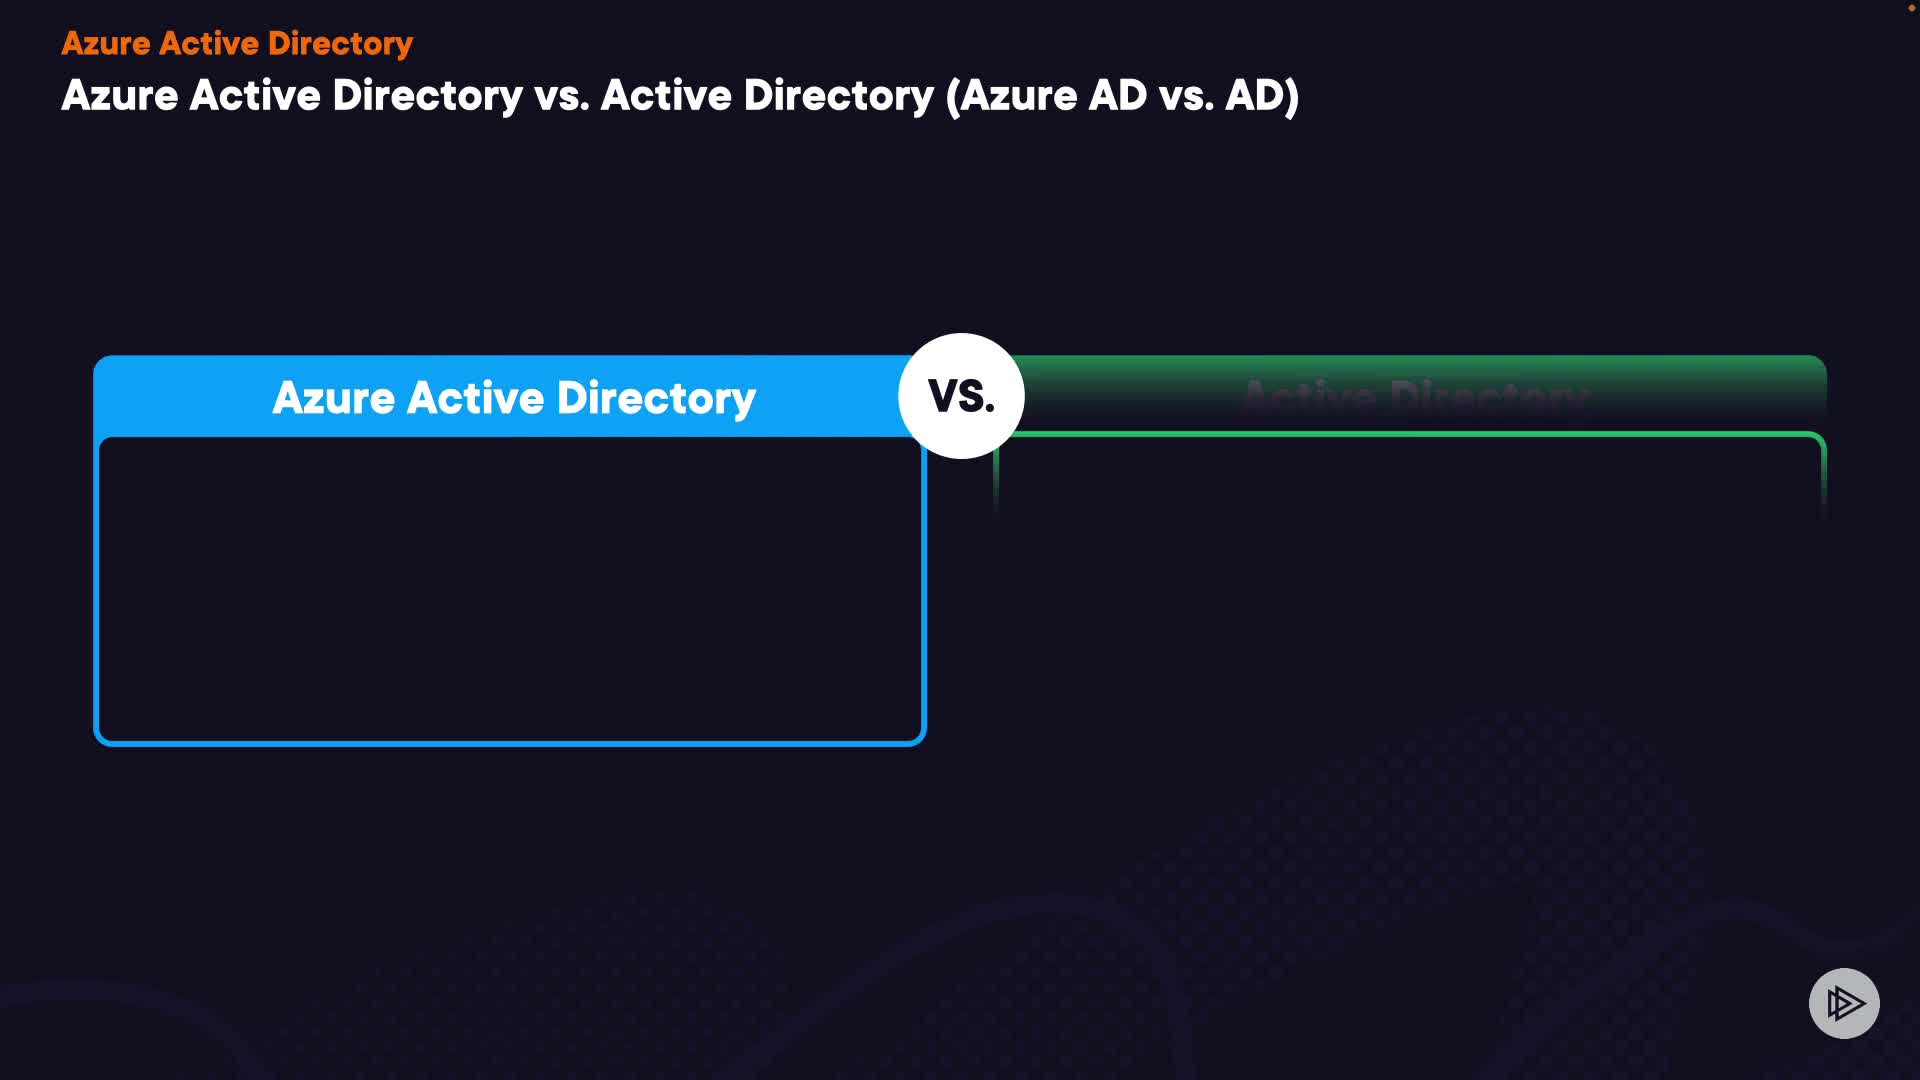 Azure Active Directory
Azure Active Directory vs. Active Directory (Azure AD vs. AD)
Azure Active Directory
VS.
Active Directory